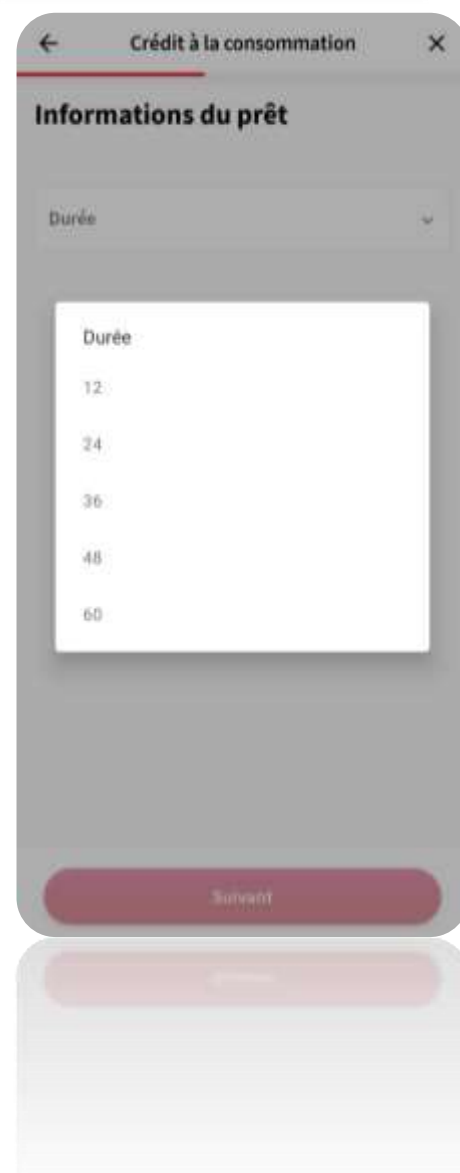 Crédit à la consommation
Informations du prêt
Durée
Durée
12
24
36
48
60
Suivant